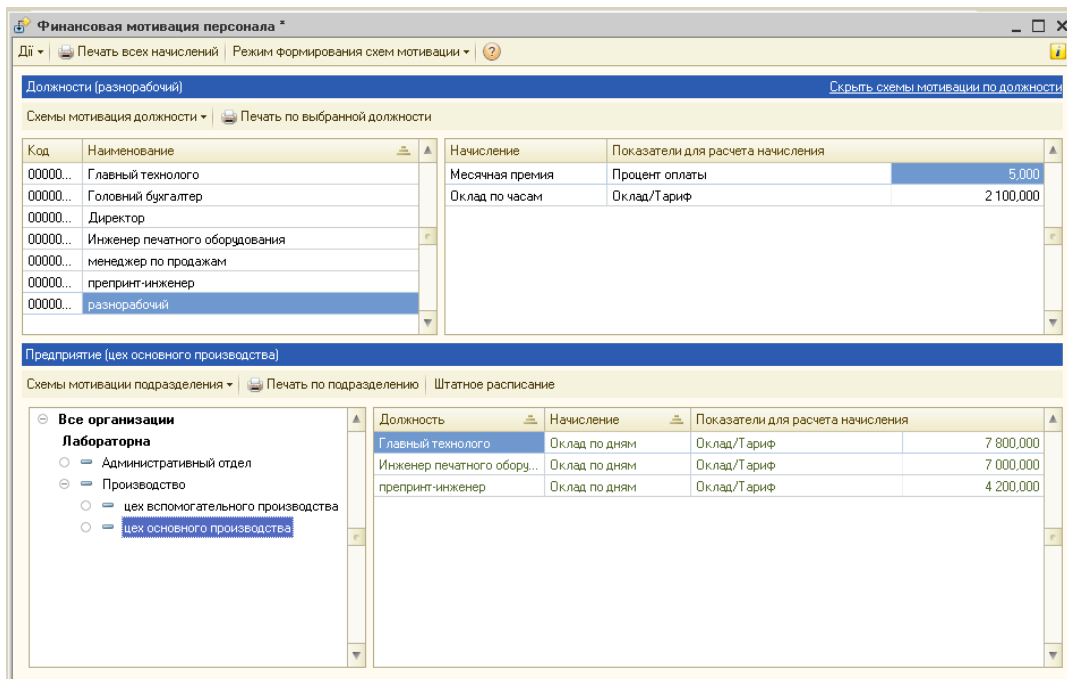 Финансовая мотивация персонала *
Дії Печать всех начислений Режим формирования схем мотивации ?
Должности (разнорабочий) Скрыть схемы мотивации по должности
Схемы мотивация должности Печать по выбранной должности
Код Наименование Начисление Показатели для расчета начисления
00000... Главный технолого Месячная премия Процент оплаты 5,000
00000... Головний бухгалтер Оклад по часам Оклад/Тариф 2 100,000
00000... Директор
00000... Инженер печатного оборудования
00000... менеджер по продажам
00000... препринт-инженер
00000... разнорабочий
Предприятие (цех основного производства)
Схемы мотивации подразделения Печать по подразделению Штатное расписание
Все организации Должность Начисление Показатели для расчета начисления
Лабораторна Главный технолого Оклад по дням Оклад/Тариф 7 800,000
Административный отдел Инженер печатного обору... Оклад по дням Оклад/Тариф 7 000,000
Производство препринт-инженер Оклад по дням Оклад/Тариф 4 200,000
цех вспомогательного производства
цех основного производства